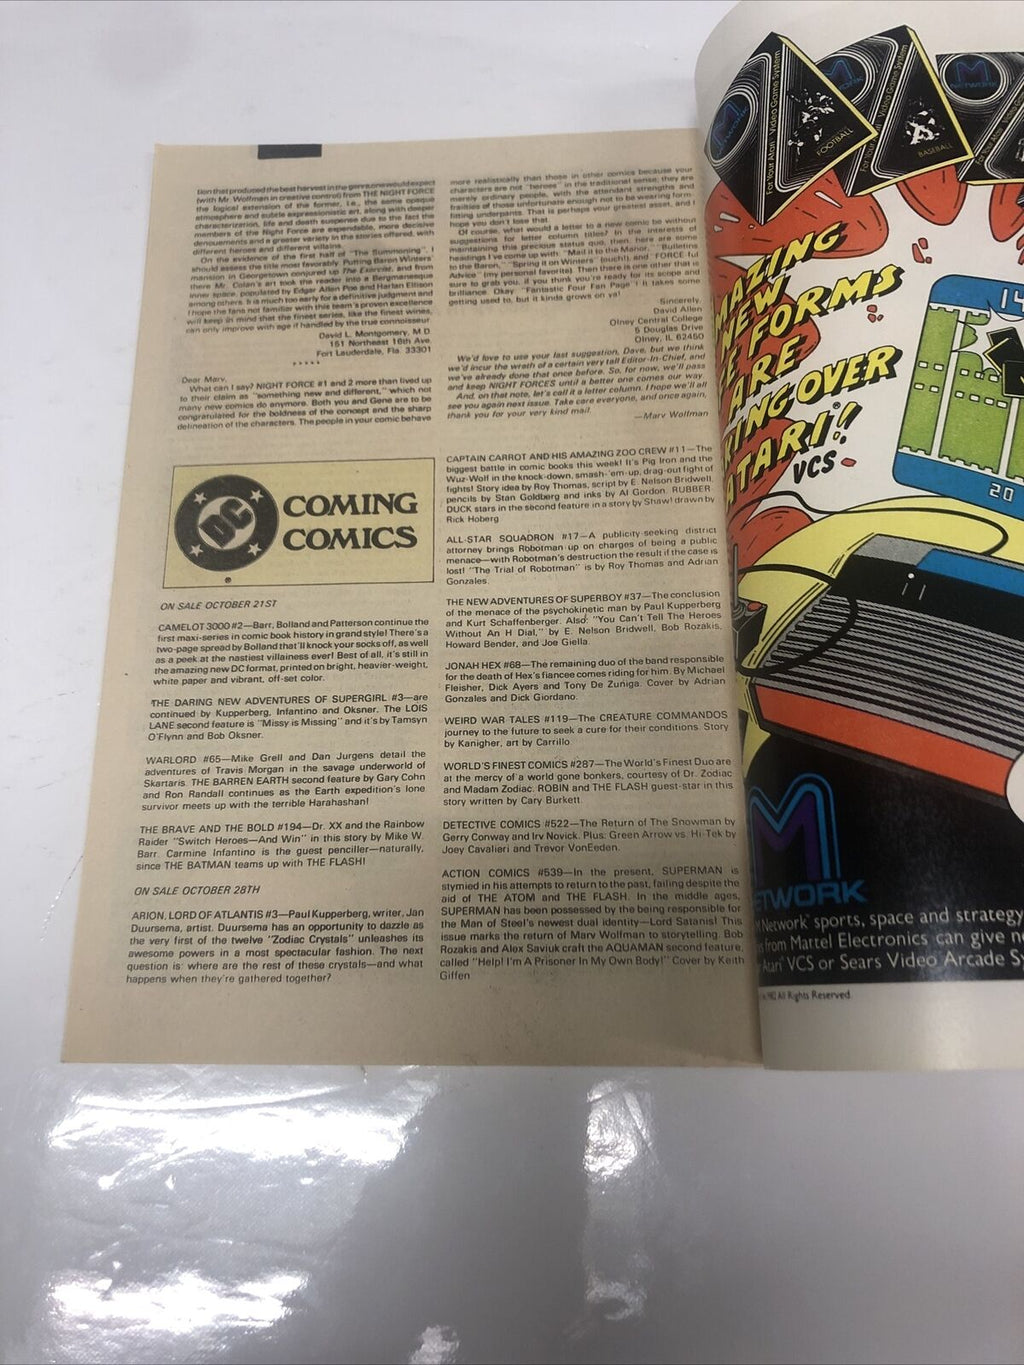 tion that produced the best harvest in the genre one would expect
(with Mr. Wolfman in creative control) from THE NIGHT FORCE
the logical extension of the former, i.e., the same opaque
atmosphere and subtle expressionistic art, along with deeper
characterization, life and death suspense due to the fact the
members of the Night Force are expendable, more decisive
denouements and a greater variety in the stories offered, with
different heroes and different villains.
On the evidence of the first half of "The Summoning", I
should assess the title most favorably. Putting Baron Winters'
mansion in Georgetown conjured up The Exorcist, and from
there Mr. Colan's art took the reader into a Bergmanesque
inner space, populated by Edgar Allen Poe and Harlan Ellison
among others. It is much too early for a definitive judgment and
I hope the fans not familiar with this team's proven excellence
will keep in mind that the finest series, like the finest wines,
can only improve with age if handled by the true connoisseur.
David L. Montgomery, M.D.
151 Northeast 16th Ave.
Fort Lauderdale, Fla. 33301
*****
Dear Marv,
What can I say? NIGHT FORCE #1 and 2 more than lived up
to their claim as "something new and different," which not
many new comics do anymore. Both you and Gene are to be
congratulated for the boldness of the concept and the sharp
delineation of the characters. The people in your comic behave
more realistically than those in other comics because your
characters are not "heroes" in the traditional sense; they are
merely ordinary people, with the attendant strengths and
frailties of those unfortunate enough not to be wearing form-
fitting underpants. That is perhaps your greatest asset, and I
hope you don't lose that.
Of course, what would a letter to a new comic be without
suggestions for letter column titles? In the interests of
maintaining this precious status quo, then, here are some
headings I've come up with. "Mail it to the Manor," "Bulletins
to the Baron," "Spring it on Winters" (ouch!), and "FORCE ful
Advice" (my personal favorite). Then there is one more that is
sure to grab you, if you think you're ready for its scope and
brilliance. Okay: "Fantastic Four Fan Page"! It takes some
getting used to, but it kinda grows on ya!
Sincerely,
David Allen
Olney Central College
5 Douglas Drive
Olney, IL 62450
We'd love to use your last suggestion, Dave, but we think
we'd incur the wrath of a certain very tall Editor-In-Chief, and
we've already done that once before. So, for now, we'll pass
and keep NIGHT FORCES until a better one comes our way.
And, on that note, let's call it a letter column. I hope we'll all
see you again next issue. Take care everyone, and once again,
thank you for your very kind mail.
—Marv Wolfman
DC
COMING
COMICS
ON SALE OCTOBER 21ST
CAMELOT 3000 #2—Barr, Bolland and Patterson continue the
first maxi-series in comic book history in grand style! There's a
two-page spread by Bolland that'll knock your socks off, as well
as a peek at the nastiest villainess ever! Best of all, it's still in
the amazing new DC format, printed on bright, heavier-weight,
white paper and vibrant, off-set color.
THE DARING NEW ADVENTURES OF SUPERGIRL #3—are
continued by Kupperberg, Infantino and Oksner. The LOIS
LANE second feature is "Missy is Missing" and it's by Tamsyn
O'Flynn and Bob Oksner.
WARLORD #65—Mike Grell and Dan Jurgens detail the
adventures of Travis Morgan in the savage underworld of
Skartaris. THE BARREN EARTH second feature by Gary Cohn
and Ron Randall continues as the Earth expedition's lone
survivor meets up with the terrible Harahashan!
THE BRAVE AND THE BOLD #194—Dr. XX and the Rainbow
Raider "Switch Heroes—And Win" in this story by Mike W.
Barr. Carmine Infantino is the guest penciller—naturally,
since THE BATMAN teams up with THE FLASH!
ON SALE OCTOBER 28TH
ARION, LORD OF ATLANTIS #3—Paul Kupperberg, writer, Jan
Duursema, artist. Duursema has an opportunity to dazzle as
the very first of the twelve "Zodiac Crystals" unleashes its
awesome powers in a most spectacular fashion. The next
question is: where are the rest of these crystals—and what
happens when they're gathered together?
CAPTAIN CARROT AND HIS AMAZING ZOO CREW #11—The
biggest battle in comic books this week! It's Pig Iron and the
Wuz-Wolf in the knock-down, smash-'em-up, drag-out fight of
fights! Story idea by Roy Thomas, script by E. Nelson Bridwell,
pencils by Stan Goldberg and inks by Al Gordon. RUBBER
DUCK stars in the second feature in a story by Shaw! drawn by
Rick Hoberg.
ALL-STAR SQUADRON #17—A publicity-seeking district
attorney brings Robotman up on charges of being a public
menace—with Robotman's destruction the result if the case is
lost! "The Trial of Robotman" is by Roy Thomas and Adrian
Gonzales.
THE NEW ADVENTURES OF SUPERBOY #37—The conclusion
of the menace of the psychokinetic man by Paul Kupperberg
and Kurt Schaffenberger. Also: "You Can't Tell The Heroes
Without An H Dial," by E. Nelson Bridwell, Bob Rozakis,
Howard Bender, and Joe Giella.
JONAH HEX #68—The remaining duo of the band responsible
for the death of Hex's fiancee comes riding for him. By Michael
Fleisher, Dick Ayers and Tony De Zuñiga. Cover by Adrian
Gonzales and Dick Giordano.
WEIRD WAR TALES #119—The CREATURE COMMANDOS
journey to the future to seek a cure for their conditions. Story
by Kanigher, art by Carrillo.
WORLD'S FINEST COMICS #287—The World's Finest Duo are
at the mercy of a world gone bonkers, courtesy of Dr. Zodiac
and Madam Zodiac. ROBIN and THE FLASH guest-star in this
story written by Cary Burkett.
DETECTIVE COMICS #522—The Return of The Snowman by
Gerry Conway and Irv Novick. Plus: Green Arrow vs. Hi-Tek by
Joey Cavalieri and Trevor VonEeden.
ACTION COMICS #539—In the present, SUPERMAN is
stymied in his attempts to return to the past, failing despite the
aid of THE ATOM and THE FLASH. In the middle ages,
SUPERMAN has been possessed by the being responsible for
the Man of Steel's newest dual identity—Lord Satanis! This
issue marks the return of Marv Wolfman to storytelling. Bob
Rozakis and Alex Saviuk craft the AQUAMAN second feature,
called "Help! I'm A Prisoner In My Own Body!" Cover by Keith
Giffen
M NETWORK
For Your Atari Video Game System
FOOTBALL
M NETWORK
For Your Atari Video Game System
BASEBALL
M NETWORK
AMAZING
NEW
FORMS
ARE
KING OVER
ATARI®
VCS!
14
20
M
NETWORK
M Network sports, space and strategy
from Mattel Electronics can give n
Atari® VCS or Sears Video Arcade Sy
All Rights Reserved.